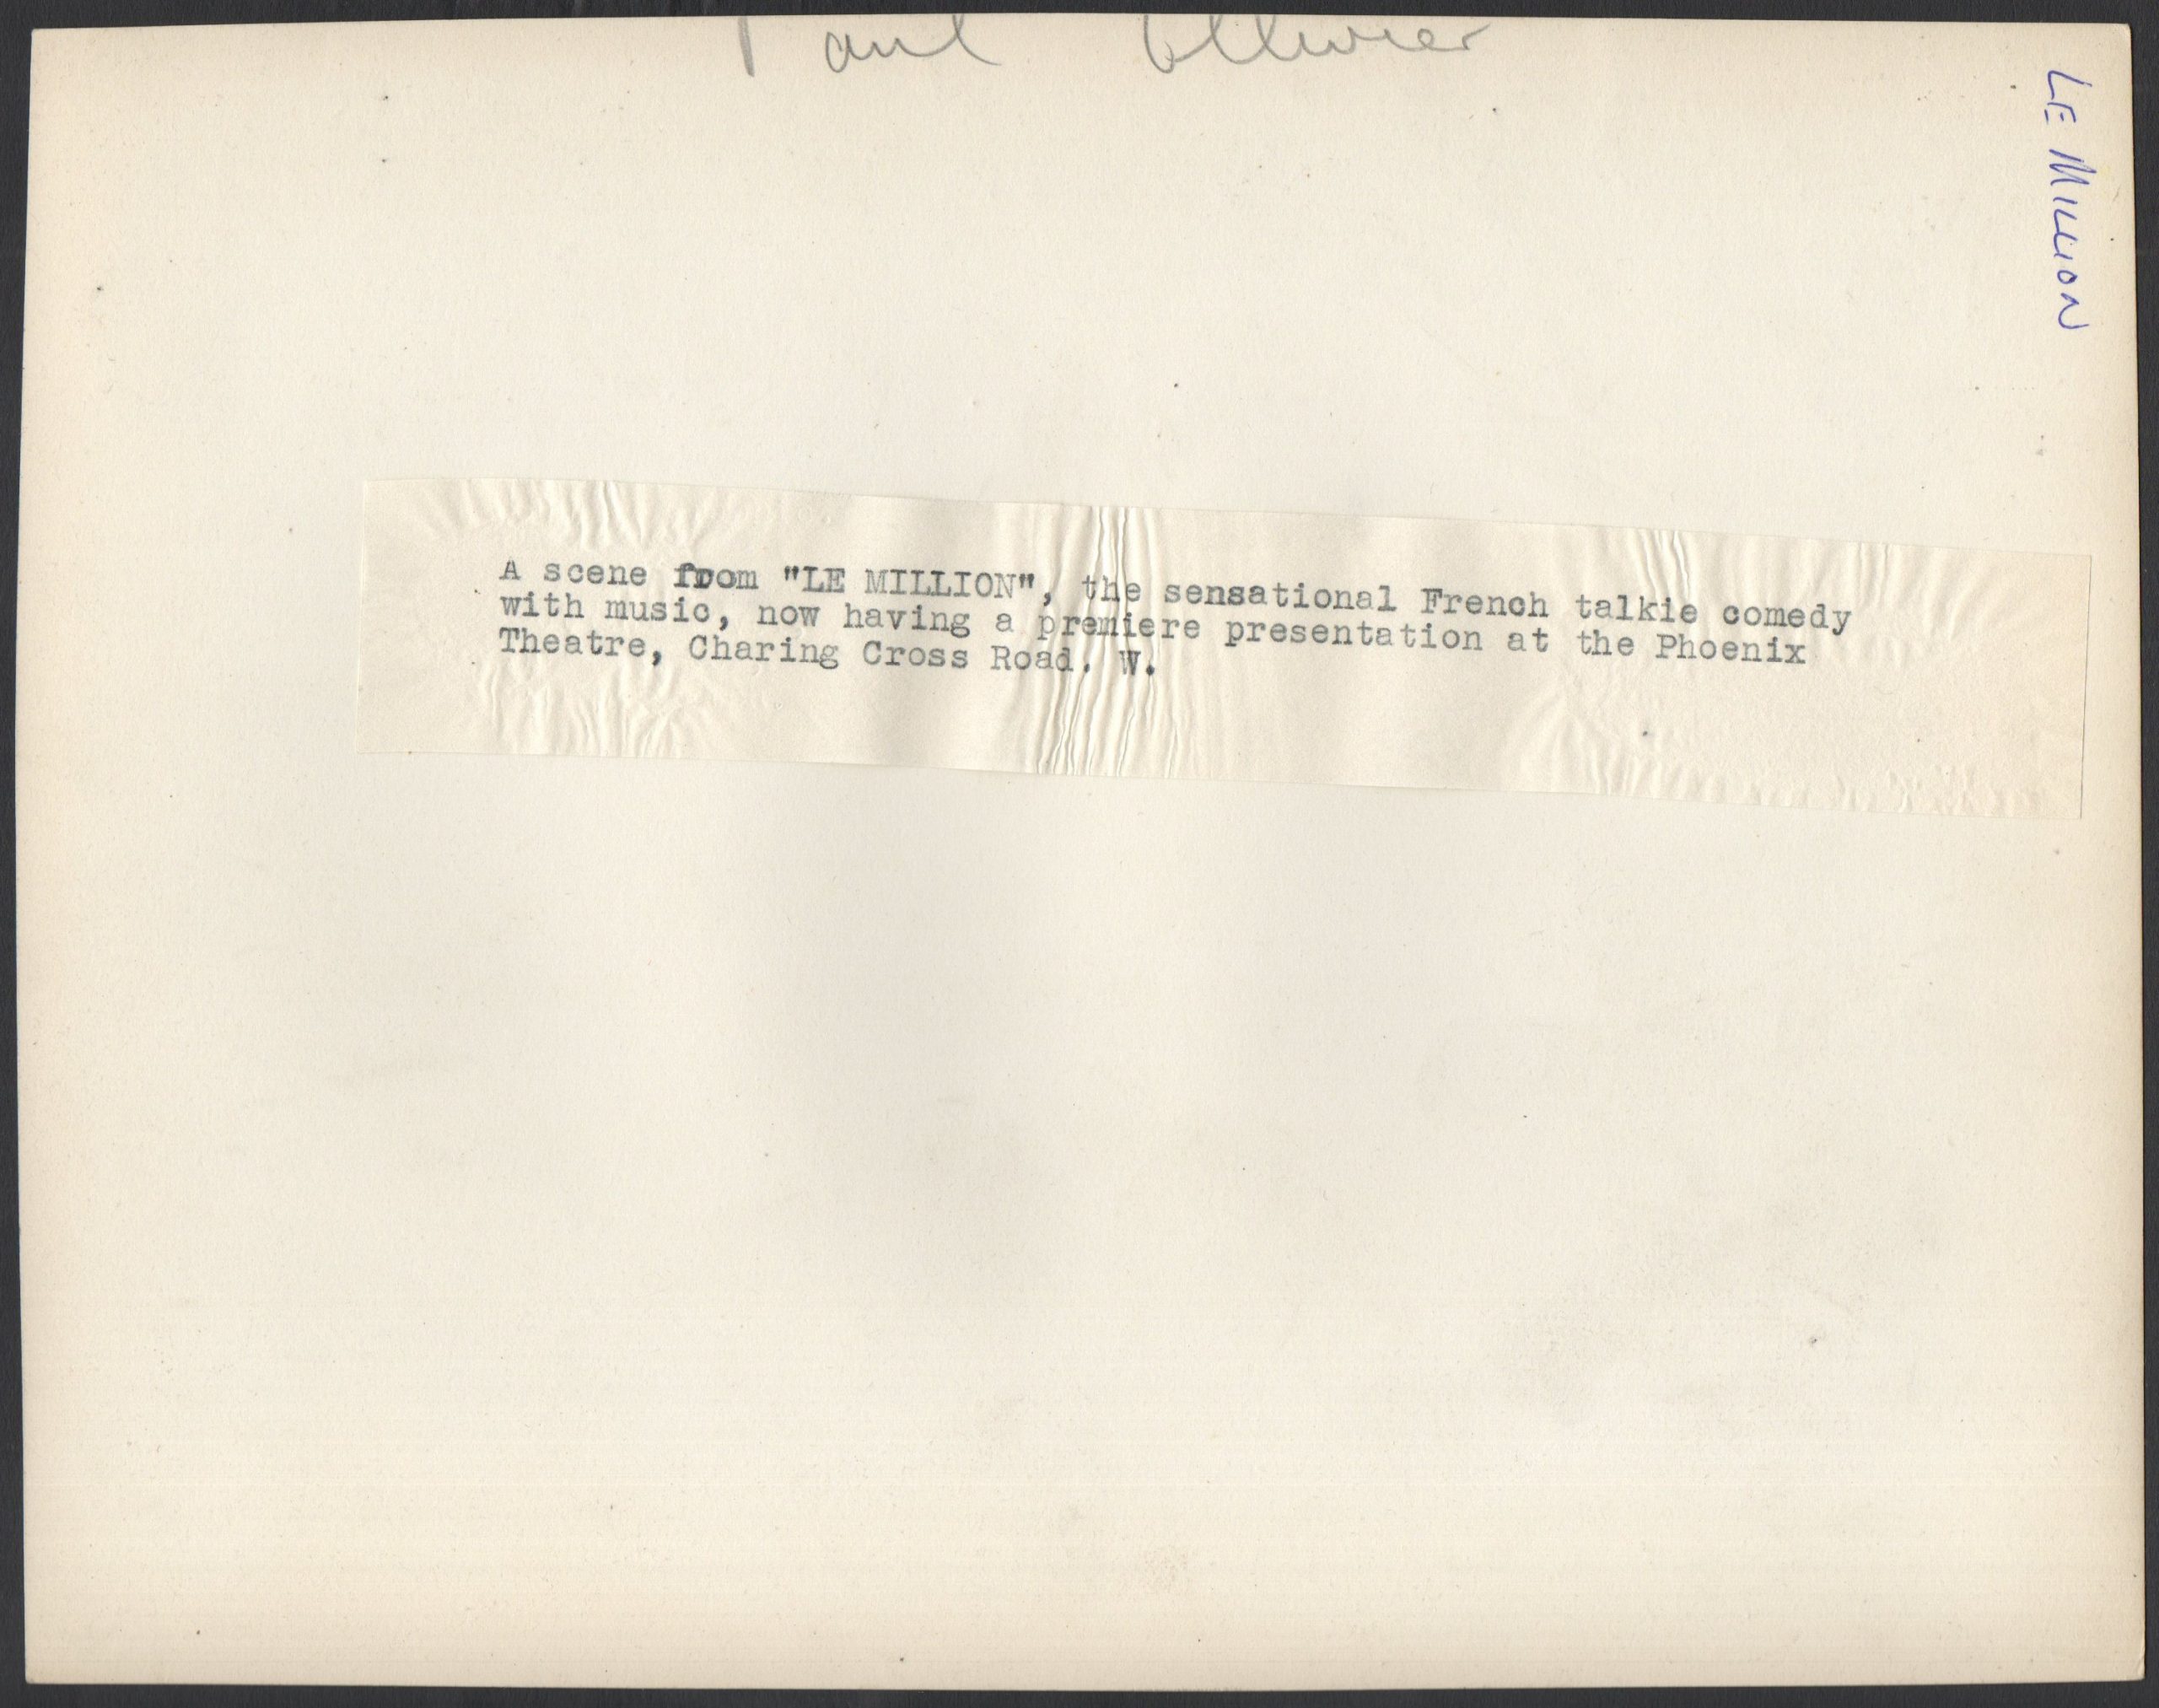 Paul Ollivier
LE MILLION
A scene from "LE MILLION", the sensational French talkie comedy
with music, now having a premiere presentation at the Phoenix
Theatre, Charing Cross Road. W.